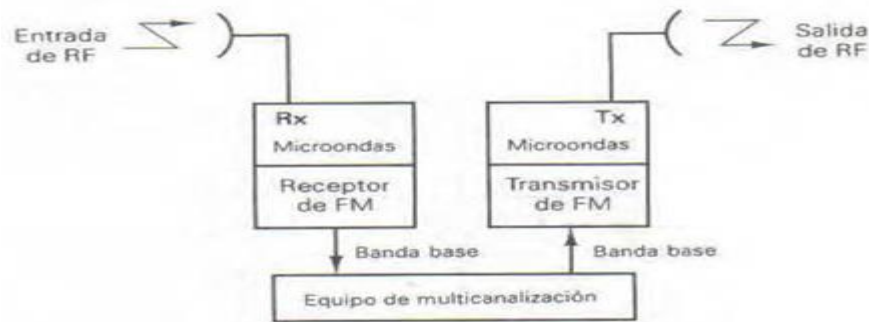 Entrada
de RF
Salida
de RF
Rx
Microondas
Receptor
de FM
Tx
Microondas
Transmisor
de FM
Banda base
Banda base
Equipo de multicanalización